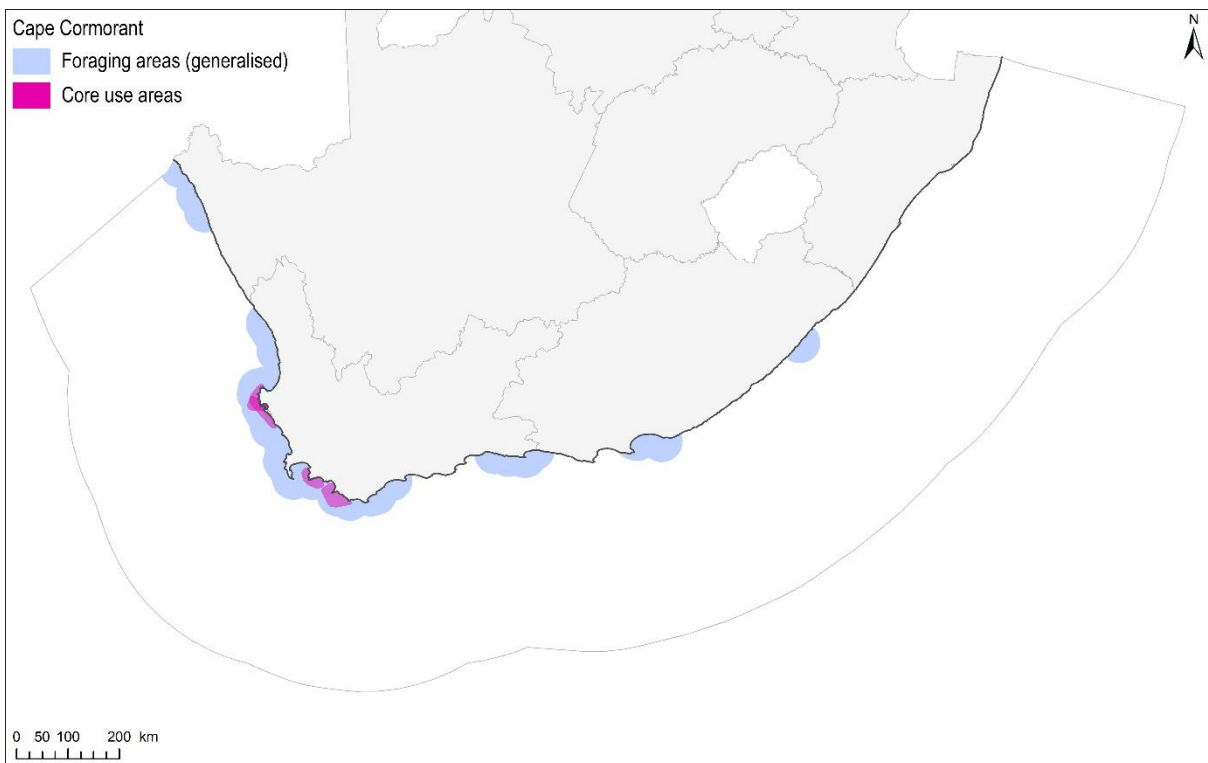 Cape Cormorant
Foraging areas (generalised)
Core use areas
N
0 50 100 200 km